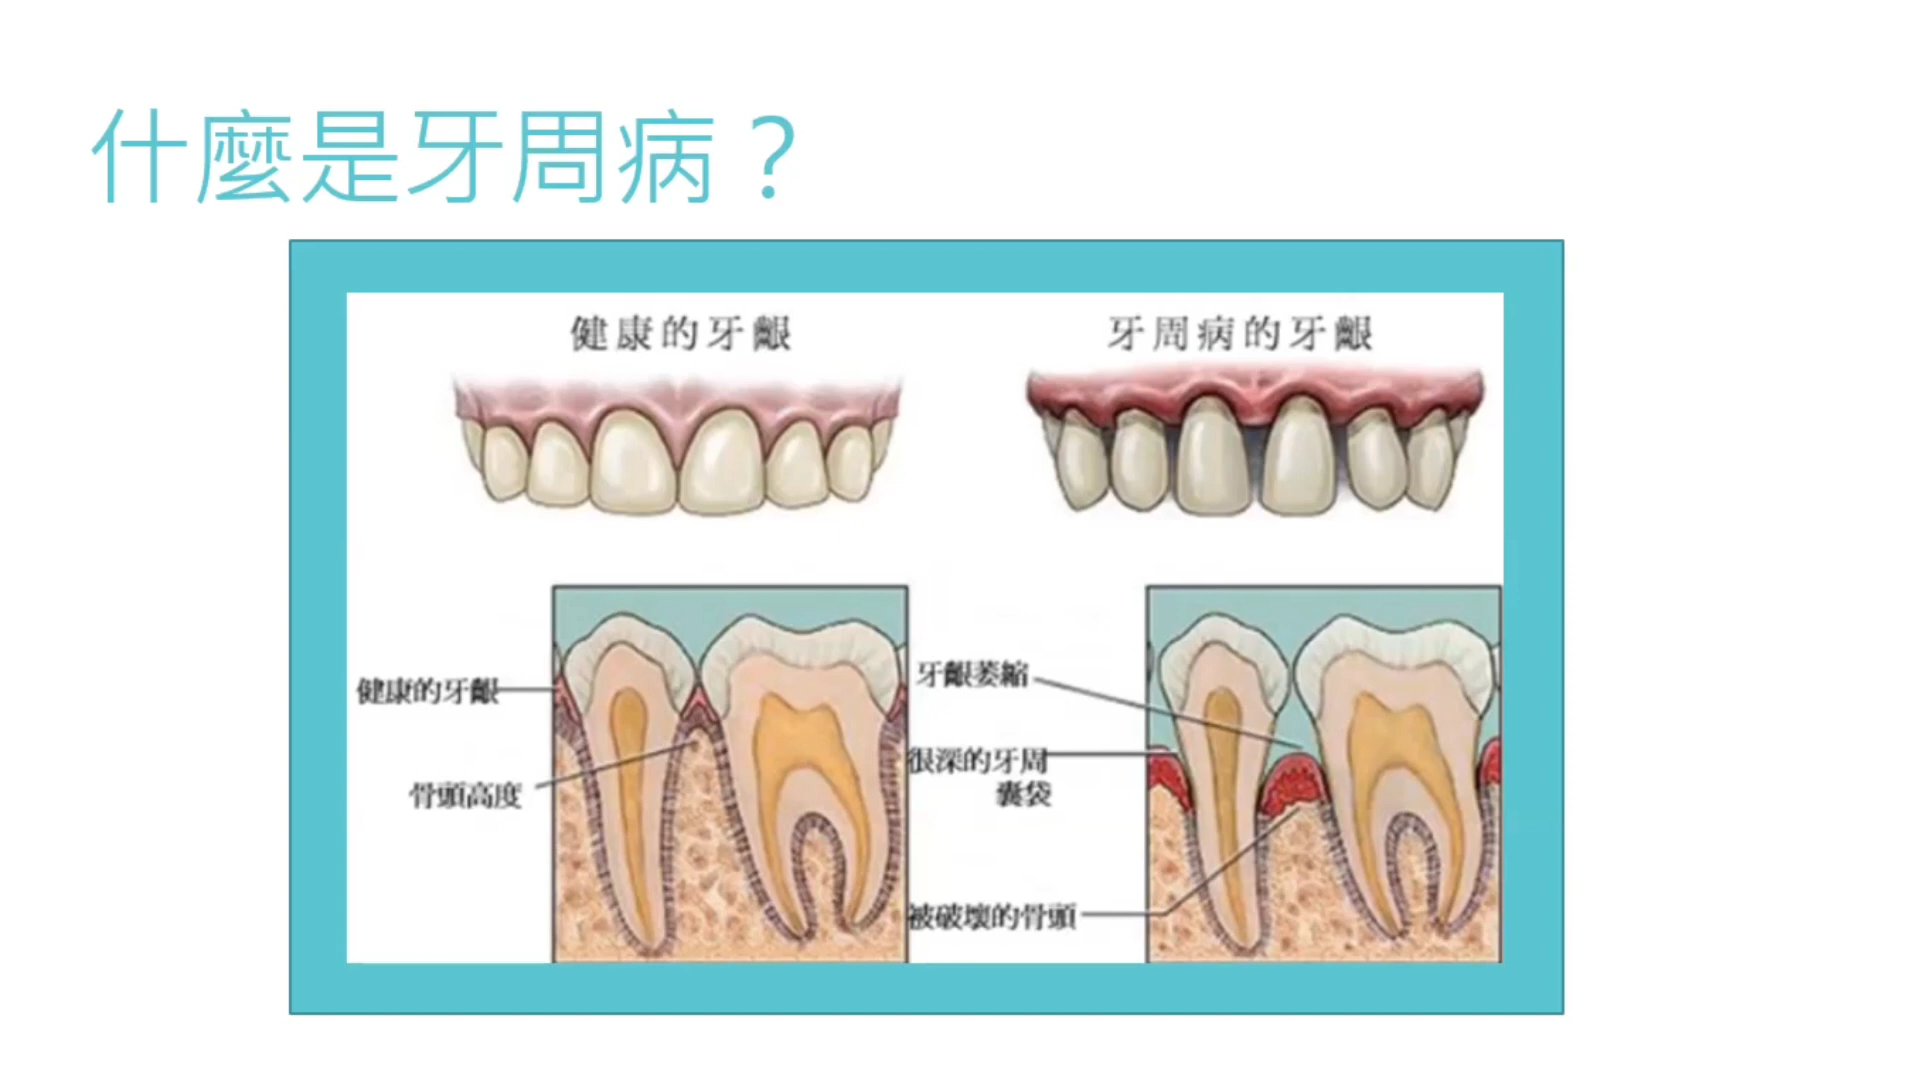 什麼是牙周病？
健康的牙齦
牙周病的牙齦
健康的牙齦
骨頭高度
牙齦萎縮
很深的牙周
囊袋
被破壞的骨頭